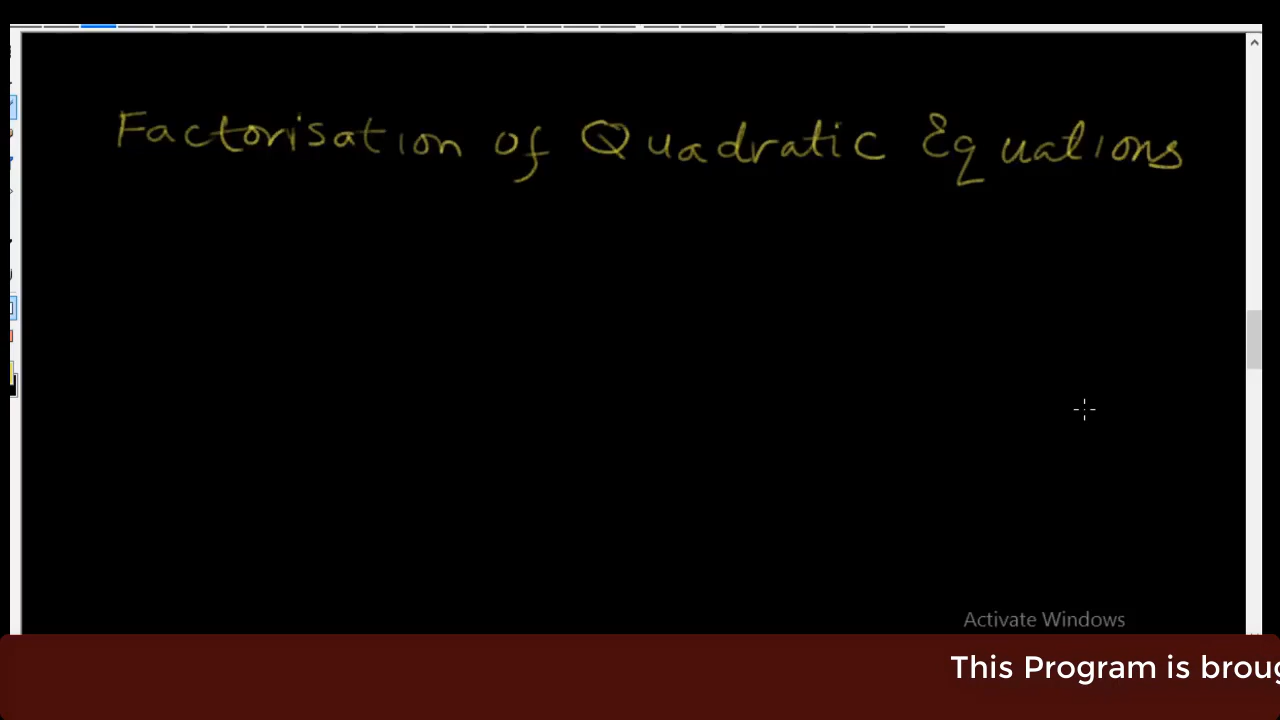 Factorisation of Quadratic Equations
Activate Windows
This Program is broug